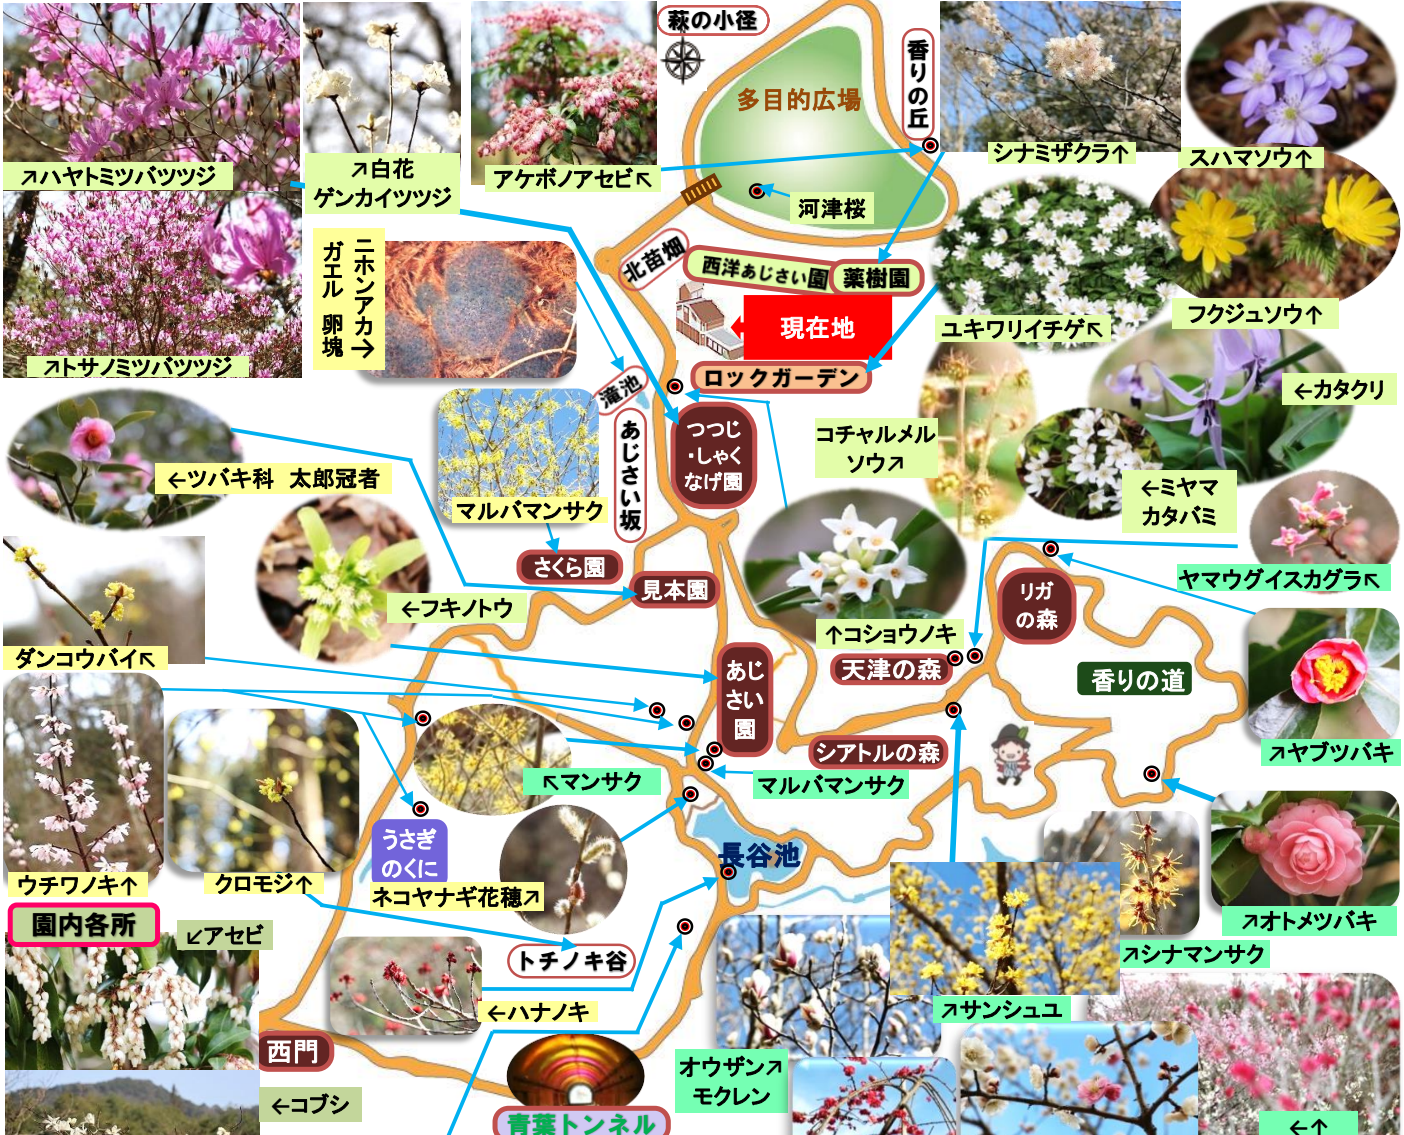 萩の小径
香りの丘
多目的広場
↗ハヤトミツバツツジ
↗白花
ゲンカイツツジ
アケボノアセビ↖
シナミザクラ↑
スハマソウ↑
河津桜
ニホンアカ
ガエル 卵塊→
北苗畑
西洋あじさい園
薬樹園
現在地
ユキワリイチゲ↖
フクジュソウ↑
↗トサノミツバツツジ
滝池
ロックガーデン
←カタクリ
つつじ
・しゃく
なげ園
あじさい坂
コチャルメル
ソウ↗
←ツバキ科 太郎冠者
マルバマンサク
←ミヤマ
カタバミ
さくら園
見本園
ヤマウグイスカグラ↖
リガ
の森
←フキノトウ
↑コショウノキ
ダンコウバイ↖
天津の森
香りの道
あじ
さい
園
シアトルの森
↗ヤブツバキ
↖マンサク
マルバマンサク
うさぎ
のくに
長谷池
ウチワノキ↑
クロモジ↑
ネコヤナギ花穂↗
園内各所
↙アセビ
↗オトメツバキ
↗シナマンサク
トチノキ谷
←ハナノキ
↗サンシュユ
西門
オウザン↗
モクレン
←コブシ
青葉トンネル
←↑